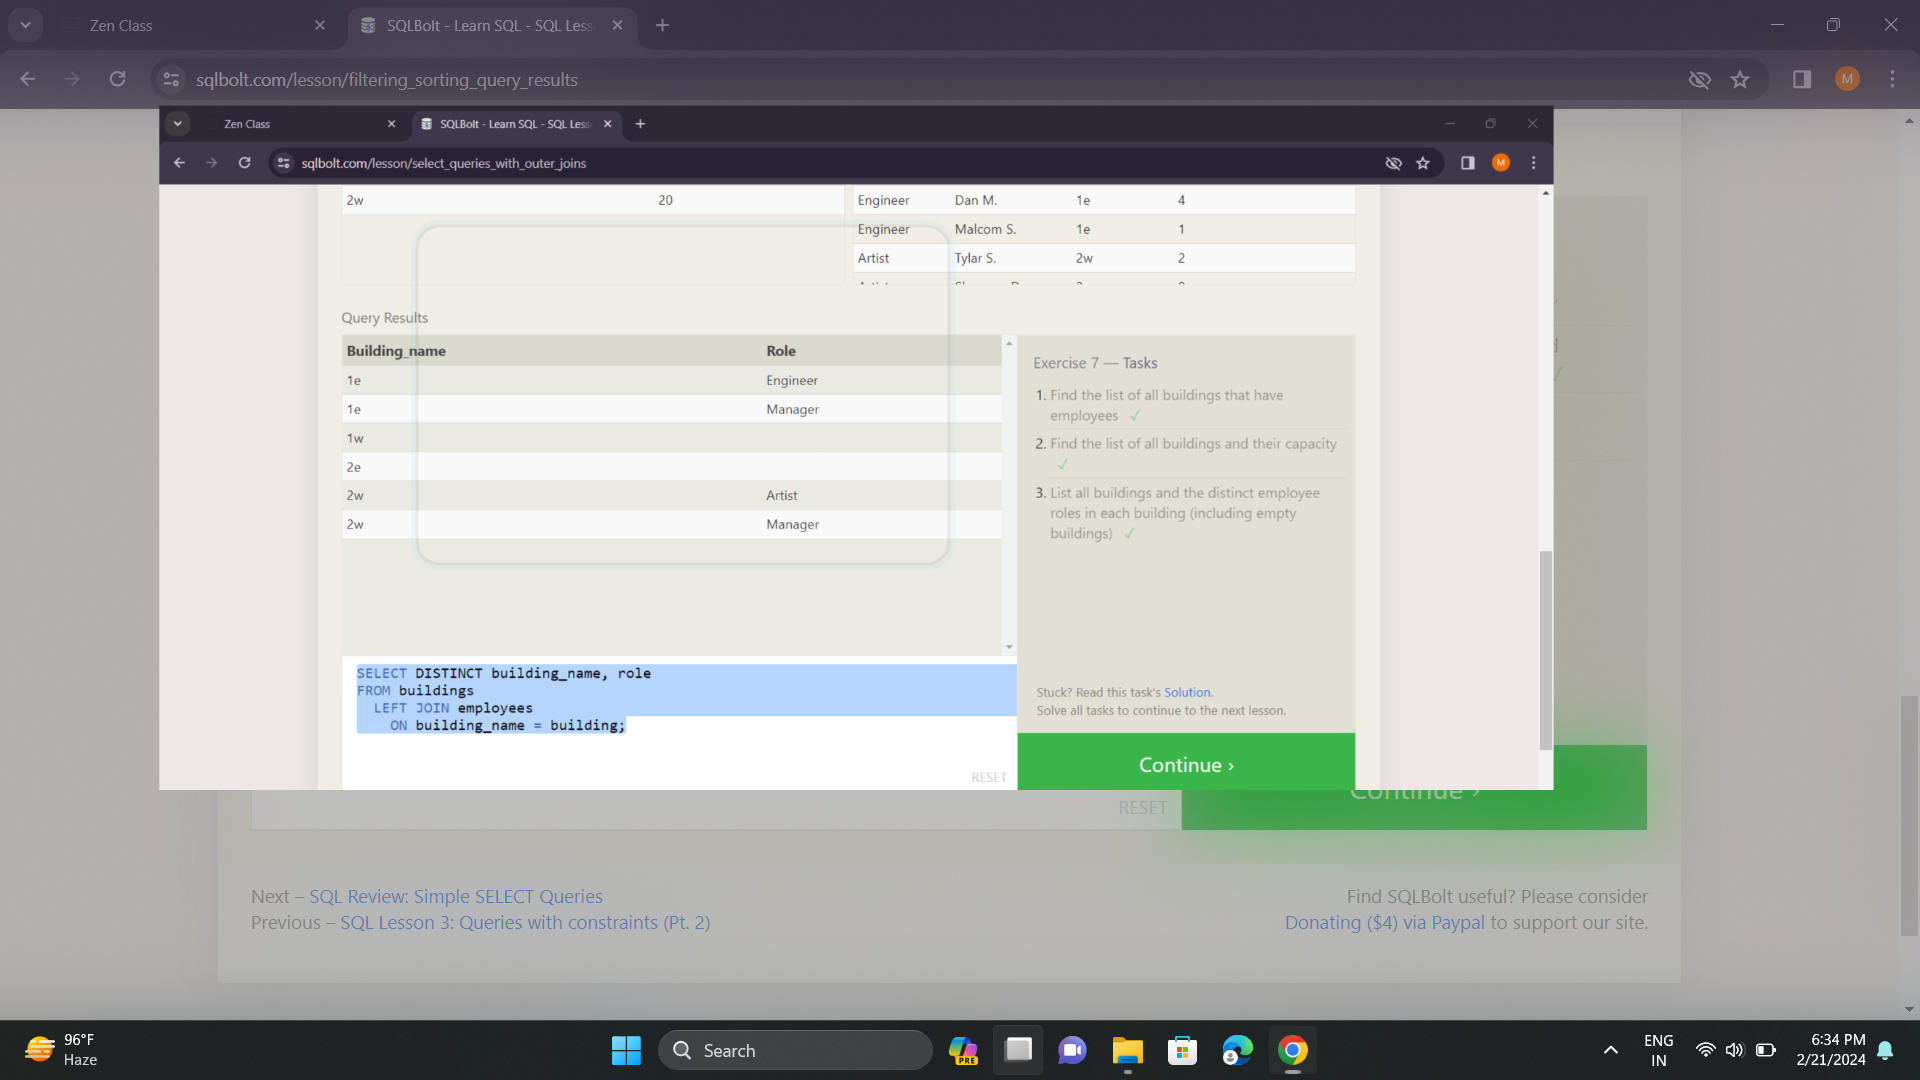 Zen Class
SQLBolt - Learn SQL - SQL Less
sqlbolt.com/lesson/filtering_sorting_query_results
M
Zen Class
SQLBolt - Learn SQL - SQL Less
sqlbolt.com/lesson/select_queries_with_outer_joins
M
2w 20
Engineer Dan M. 1e 4
Engineer Malcom S. 1e 1
Artist Tylar S. 2w 2
Query Results
Building_name Role
1e Engineer
1e Manager
1w
2e
2w Artist
2w Manager
Exercise 7 — Tasks
1. Find the list of all buildings that have
employees ✓
2. Find the list of all buildings and their capacity
✓
3. List all buildings and the distinct employee
roles in each building (including empty
buildings) ✓
SELECT DISTINCT building_name, role
FROM buildings
LEFT JOIN employees
ON building_name = building;
RESET
Stuck? Read this task's Solution.
Solve all tasks to continue to the next lesson.
Continue ›
RESET
Continue ›
Next – SQL Review: Simple SELECT Queries
Previous – SQL Lesson 3: Queries with constraints (Pt. 2)
Find SQLBolt useful? Please consider
Donating ($4) via Paypal to support our site.
96°F
Haze
Search
PRE
ENG
IN
6:34 PM
2/21/2024